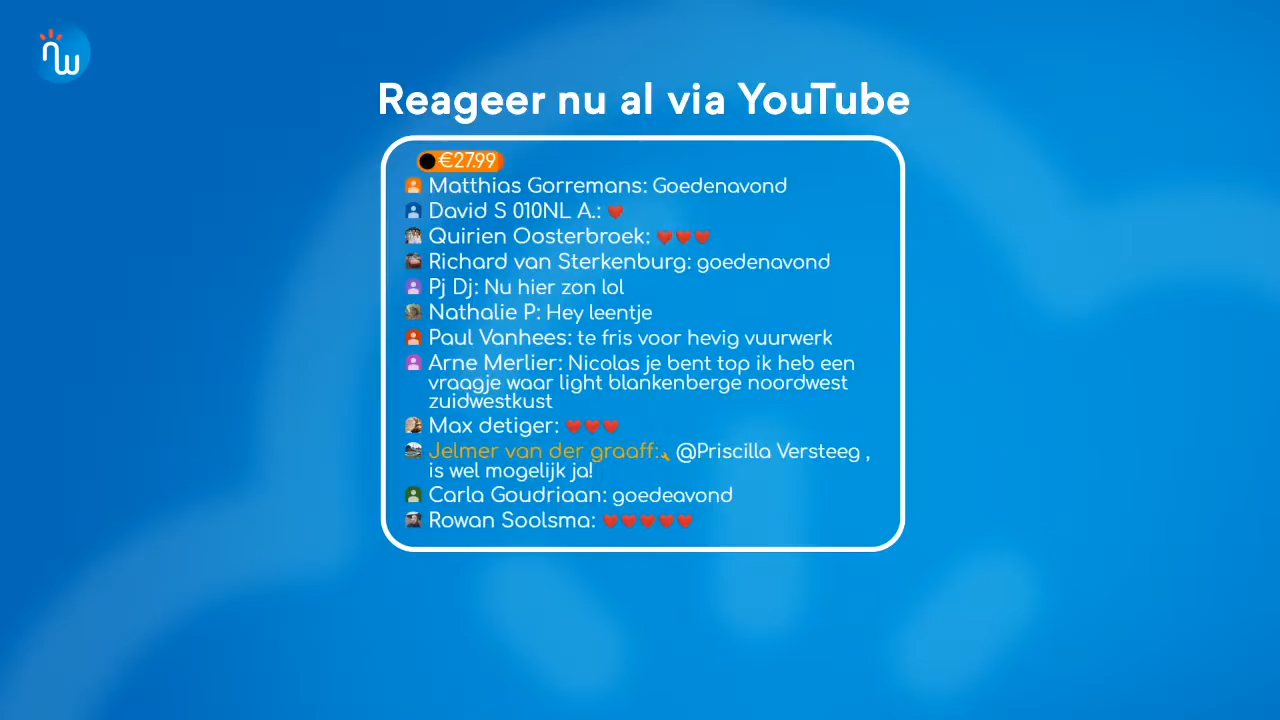 nw
Reageer nu al via YouTube
€27.99
Matthias Gorremans: Goedenavond
David S 010NL A.: ❤️
Quirien Oosterbroek: ❤️❤️❤️
Richard van Sterkenburg: goedenavond
Pj Dj: Nu hier zon lol
Nathalie P: Hey leentje
Paul Vanhees: te fris voor hevig vuurwerk
Arne Merlier: Nicolas je bent top ik heb een
vraagje waar light blankenberge noordwest
zuidwestkust
Max detiger: ❤️❤️❤️
Jelmer van der graaff: @Priscilla Versteeg ,
is wel mogelijk ja!
Carla Goudriaan: goedeavond
Rowan Soolsma: ❤️❤️❤️❤️❤️